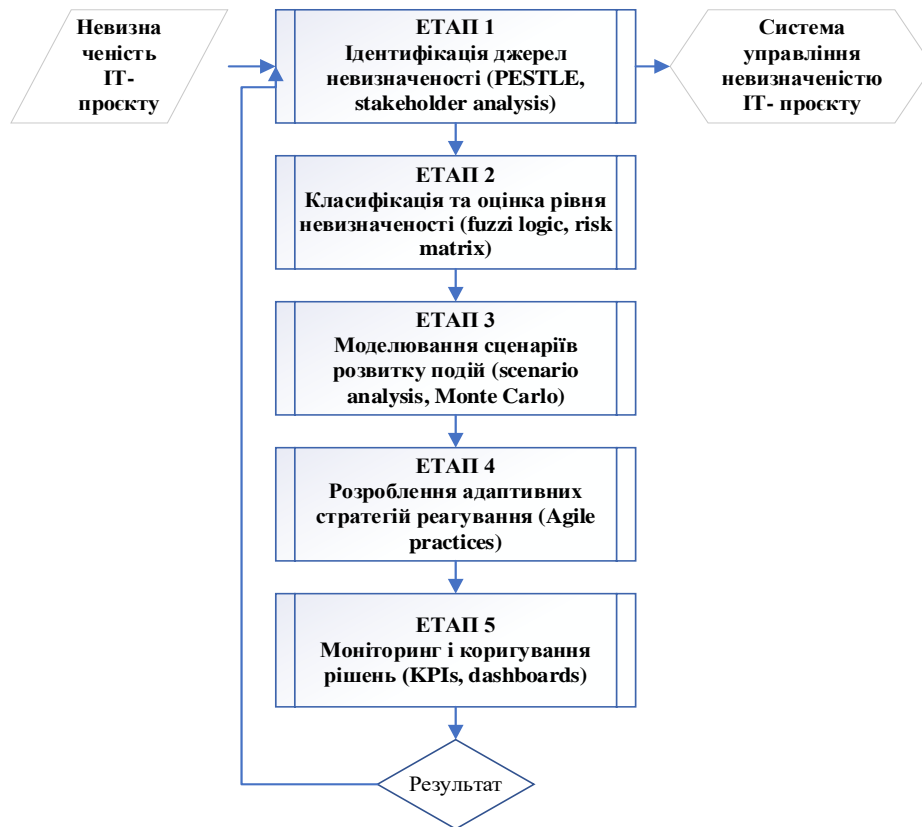 Невизна
ченість
ІТ-
проєкту
ЕТАП 1
Ідентифікація джерел
невизначеності (PESTLE,
stakeholder analysis)
Система
управління
невизначеністю
ІТ- проєкту
ЕТАП 2
Класифікація та оцінка рівня
невизначеності (fuzzi logic, risk
matrix)
ЕТАП 3
Моделювання сценаріїв
розвитку подій (scenario
analysis, Monte Carlo)
ЕТАП 4
Розроблення адаптивних
стратегій реагування (Agile
practices)
ЕТАП 5
Моніторинг і коригування
рішень (KPIs, dashboards)
Результат